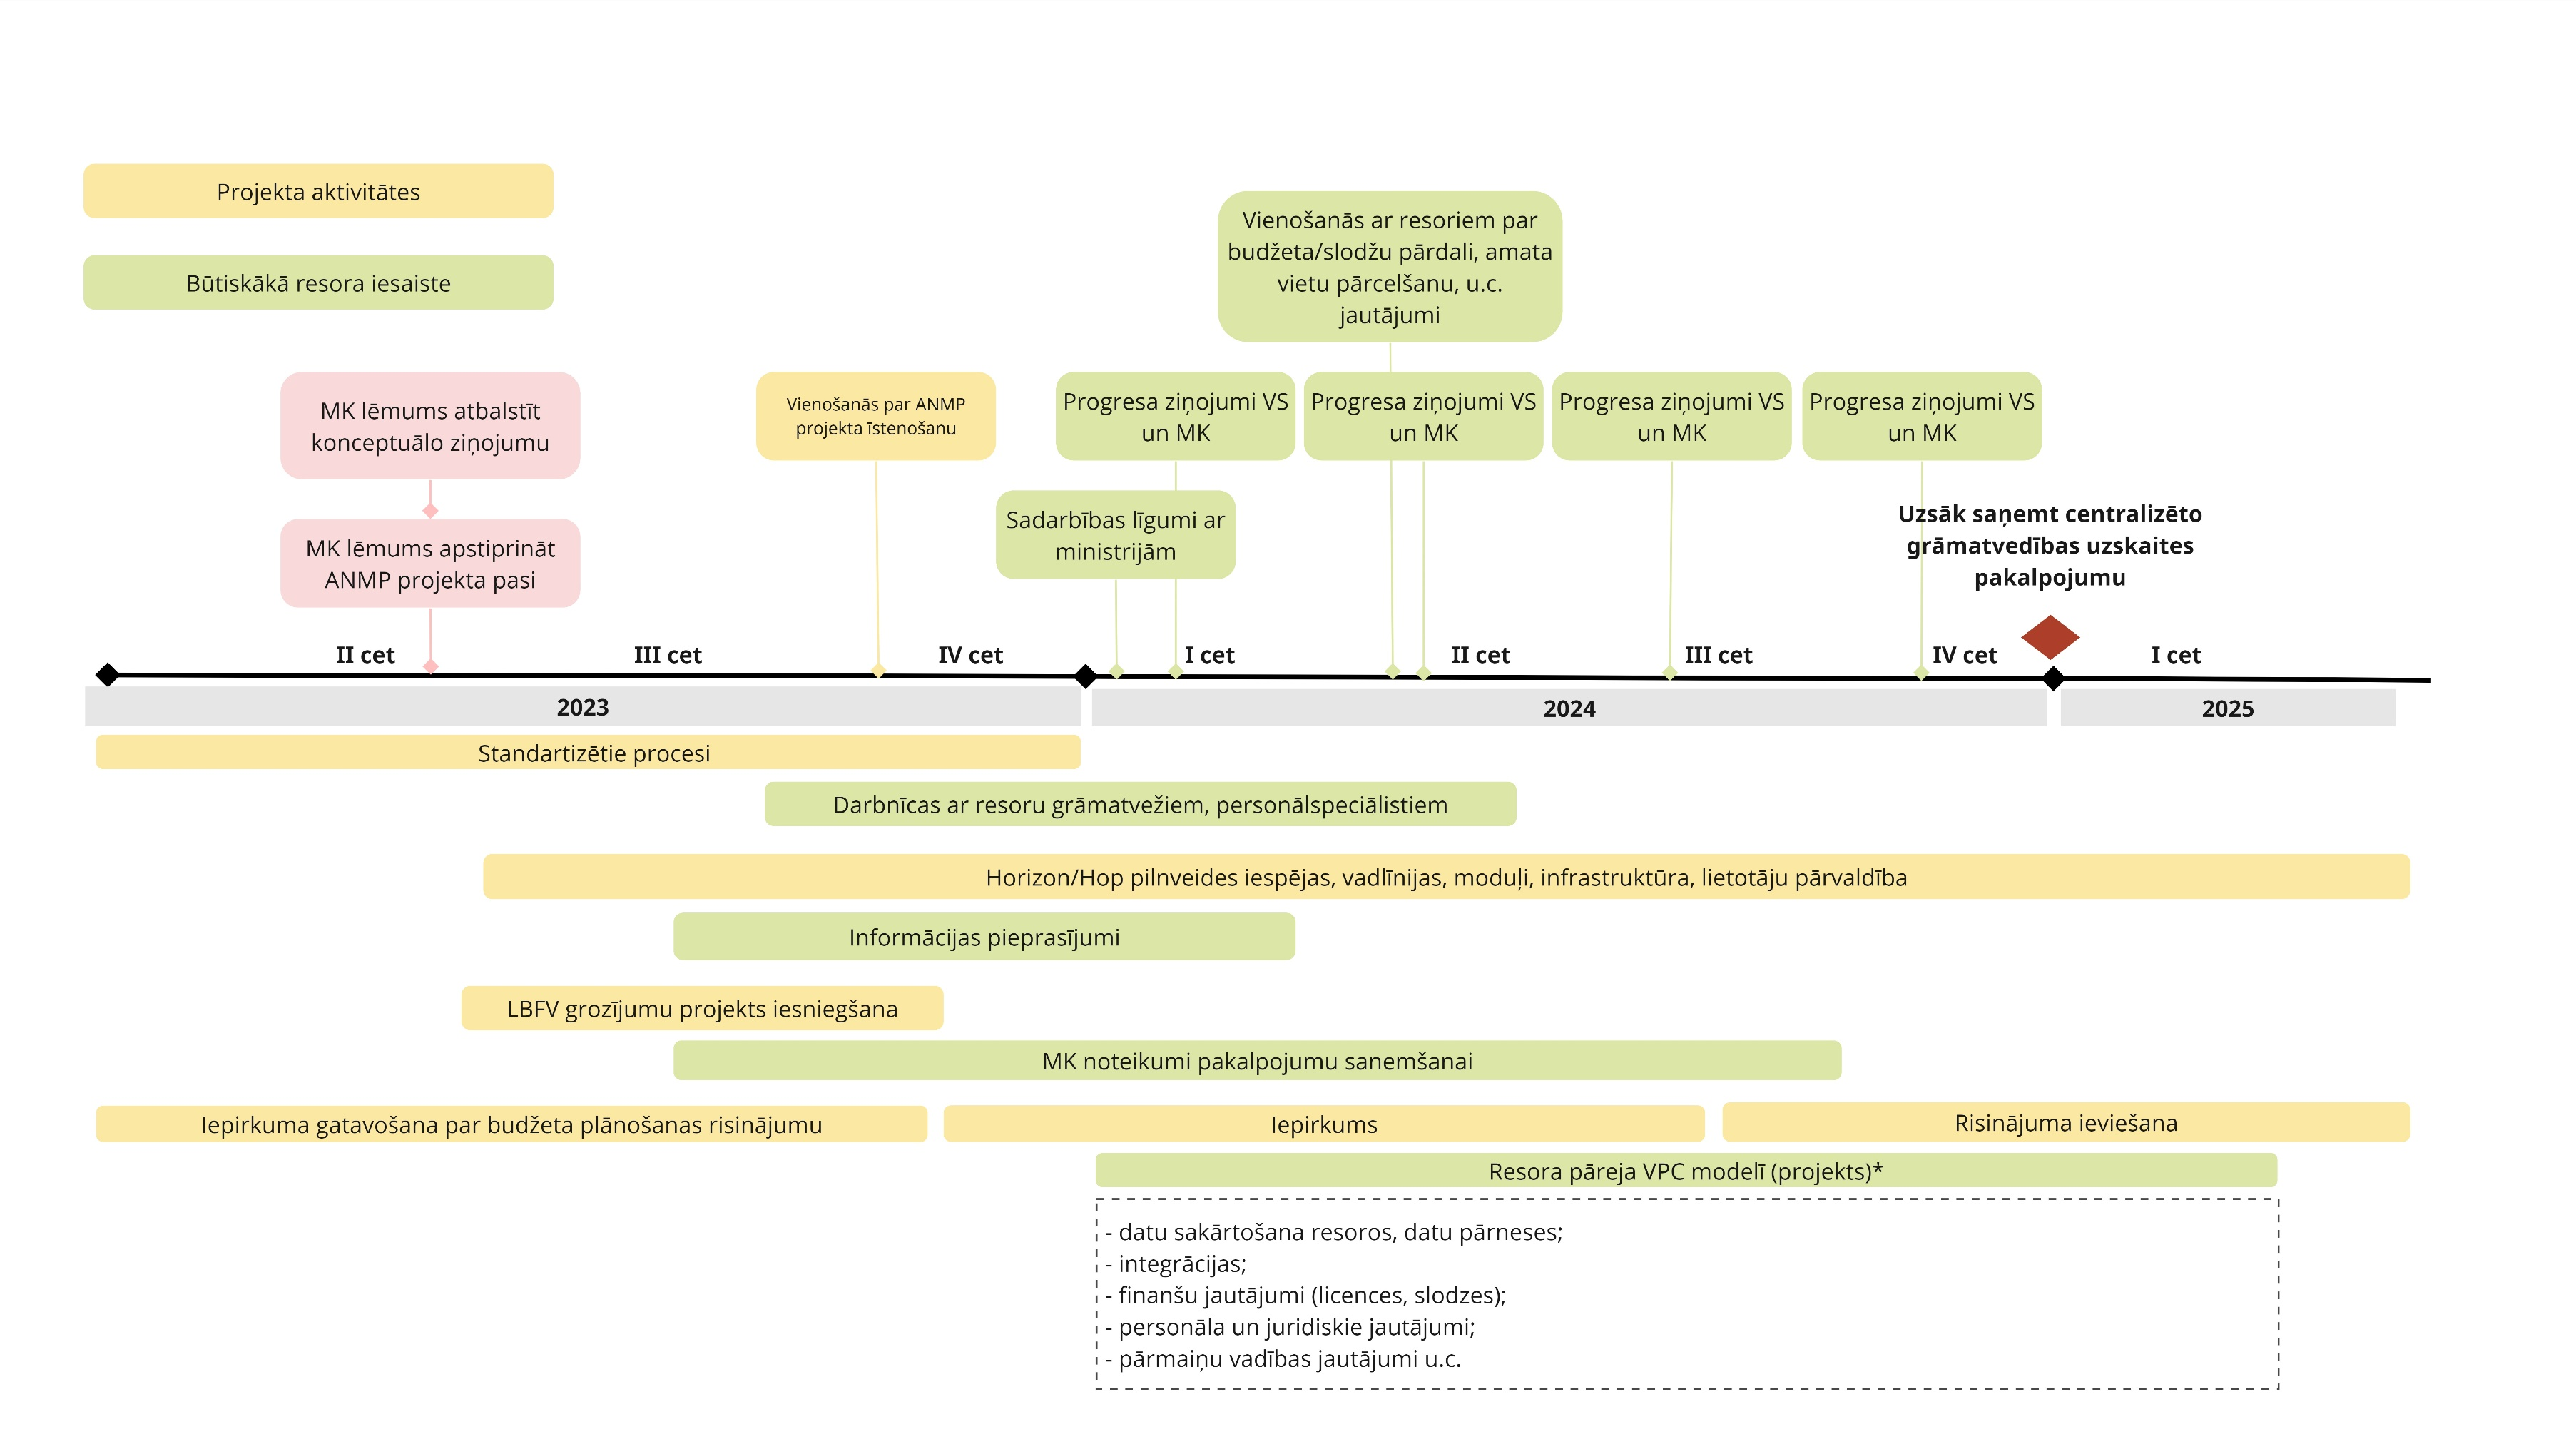 Projekta aktivitātes
Būtiskākā resora iesaiste
Vienošanās ar resoriem par
budžeta/slodžu pārdali, amata
vietu pārcelšanu, u.c.
jautājumi
MK lēmums atbalstīt
konceptuālo ziņojumu
Vienošanās par ANMP
projekta īstenošanu
Progresa ziņojumi VS
un MK
Progresa ziņojumi VS
un MK
Progresa ziņojumi VS
un MK
Progresa ziņojumi VS
un MK
MK lēmums apstiprināt
ANMP projekta pasi
Sadarbības līgumi ar
ministrijām
Uzsāk saņemt centralizēto
grāmatvedības uzskaites
pakalpojumu
II cet
III cet
IV cet
I cet
II cet
III cet
IV cet
I cet
2023
2024
2025
Standartizētie procesi
Darbnīcas ar resoru grāmatvežiem, personālspeciālistiem
Horizon/Hop pilnveides iespējas, vadlīnijas, moduļi, infrastruktūra, lietotāju pārvaldība
Informācijas pieprasījumi
LBFV grozījumu projekts iesniegšana
MK noteikumi pakalpojumu sanemšanai
Iepirkuma gatavošana par budžeta plānošanas risinājumu
Iepirkums
Risinājuma ieviešana
Resora pāreja VPC modelī (projekts)*
- datu sakārtošana resoros, datu pārneses;
- integrācijas;
- finanšu jautājumi (licences, slodzes);
- personāla un juridiskie jautājumi;
- pārmaiņu vadības jautājumi u.c.